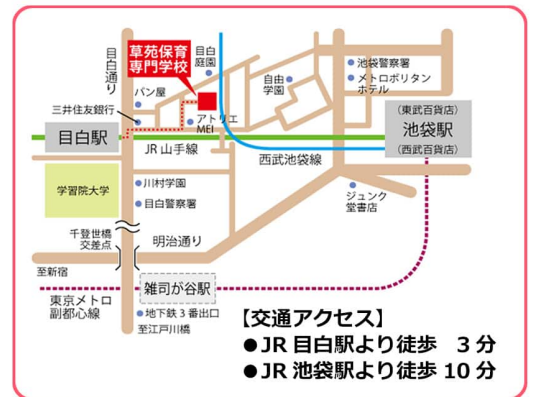 目白通り
草苑保育
専門学校
目白
庭園
パン屋
自由
学園
池袋警察署
メトロポリタン
ホテル
三井住友銀行
アトリエ
MEI
(東武百貨店)
池袋駅
(西武百貨店)
目白駅
JR山手線
西武池袋線
学習院大学
川村学園
目白警察署
ジュンク
堂書店
千登世橋
交差点
明治通り
至新宿
雑司が谷駅
東京メトロ
副都心線
地下鉄3番出口
至江戸川橋
【交通アクセス】
●JR目白駅より徒歩 3分
●JR池袋駅より徒歩10分